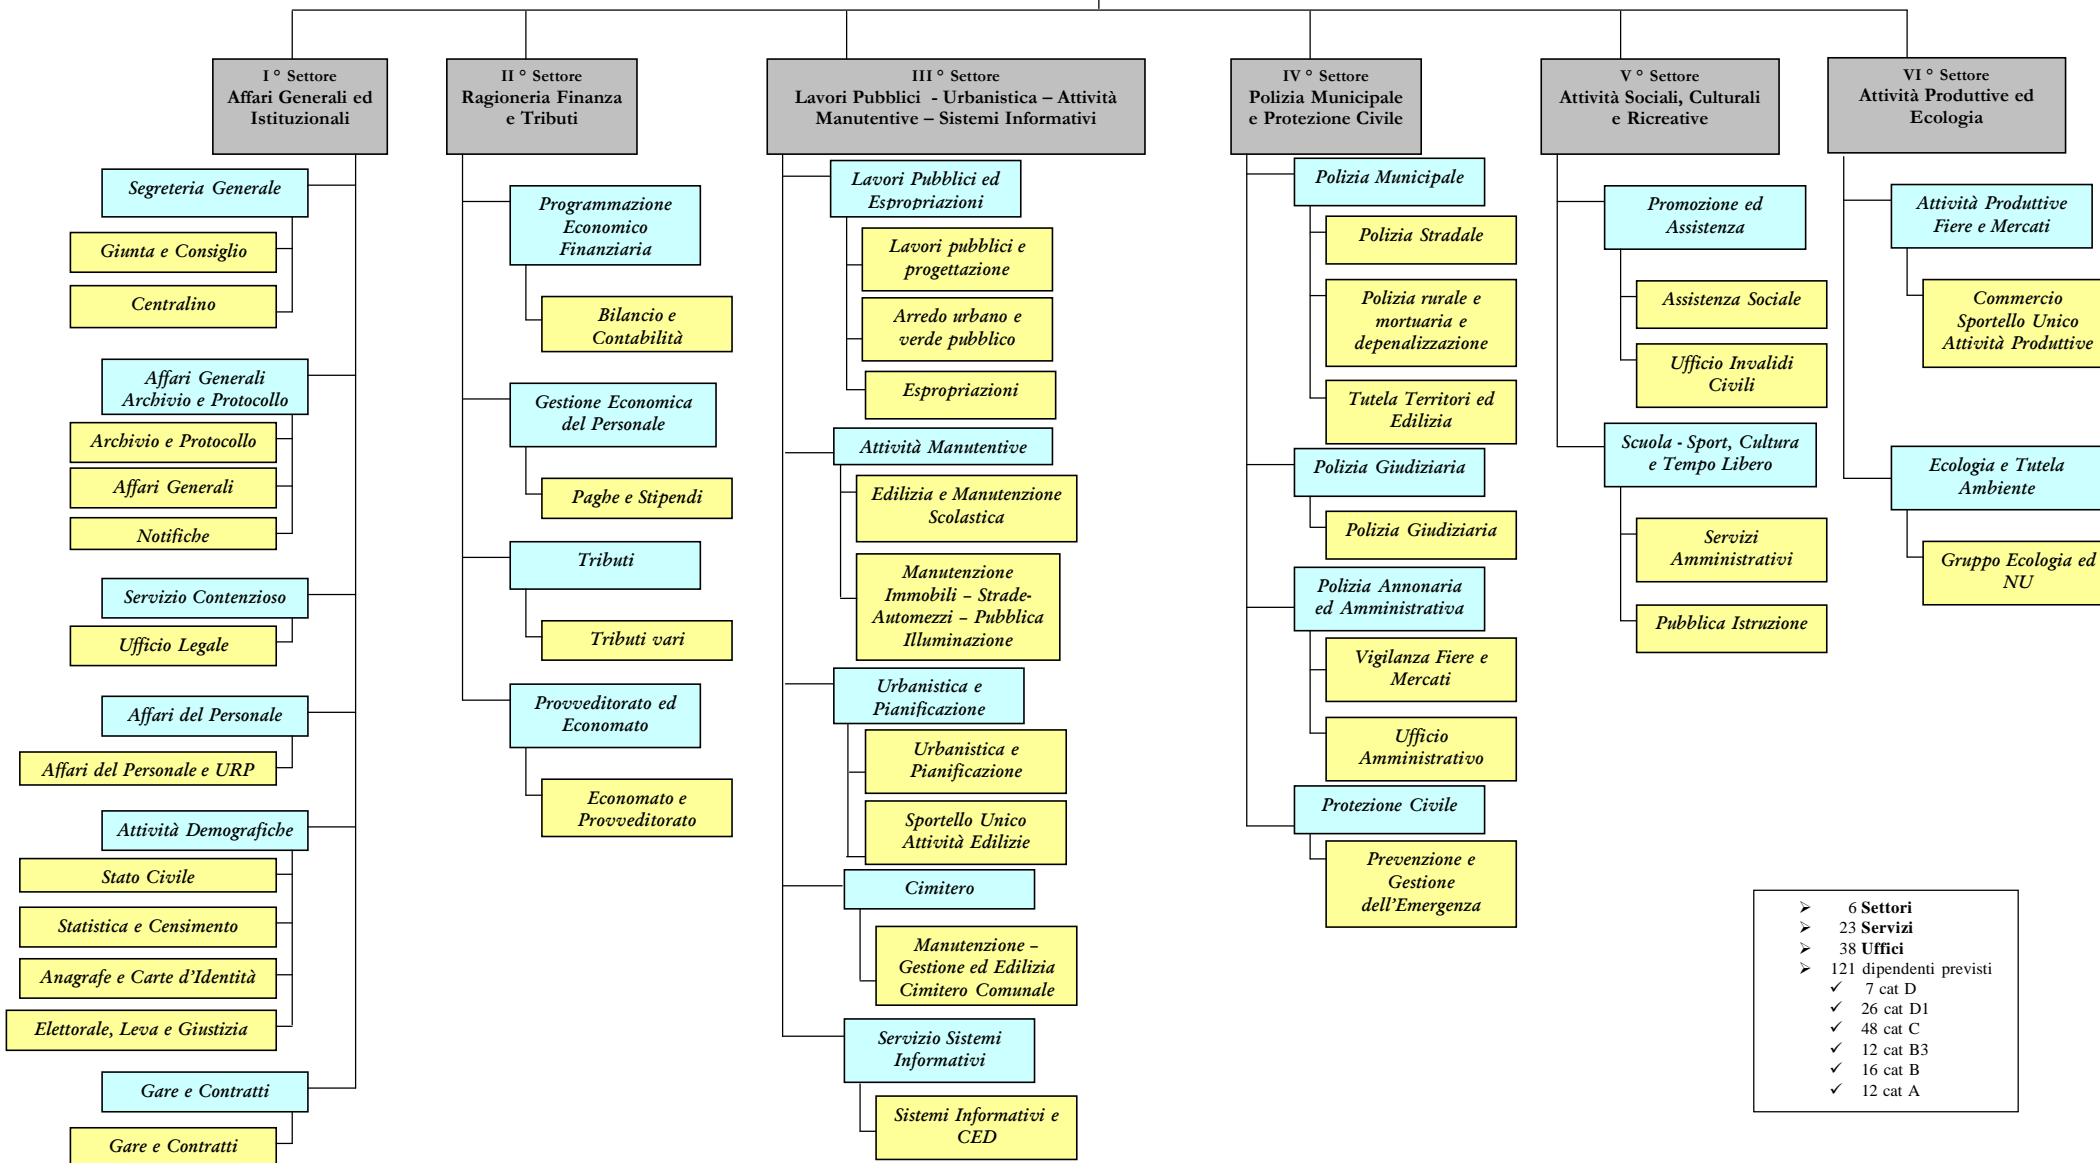 I ° Settore
Affari Generali ed
Istituzionali
Segreteria Generale
Giunta e Consiglio
Centralino
Affari Generali
Archivio e Protocollo
Archivio e Protocollo
Affari Generali
Notifiche
Servizio Contenzioso
Ufficio Legale
Affari del Personale
Affari del Personale e URP
Attività Demografiche
Stato Civile
Statistica e Censimento
Anagrafe e Carte d'Identità
Elettorale, Leva e Giustizia
Gare e Contratti
Gare e Contratti
II ° Settore
Ragioneria Finanza
e Tributi
Programmazione
Economico
Finanziaria
Bilancio e
Contabilità
Gestione Economica
del Personale
Paghe e Stipendi
Tributi
Tributi vari
Provveditorato ed
Economato
Economato e
Provveditorato
III ° Settore
Lavori Pubblici - Urbanistica – Attività
Manutentive – Sistemi Informativi
Lavori Pubblici ed
Espropriazioni
Lavori pubblici e
progettazione
Arredo urbano e
verde pubblico
Espropriazioni
Attività Manutentive
Edilizia e Manutenzione
Scolastica
Manutenzione
Immobili – Strade-
Automezzi – Pubblica
Illuminazione
Urbanistica e
Pianificazione
Urbanistica e
Pianificazione
Sportello Unico
Attività Edilizie
Cimitero
Manutenzione –
Gestione ed Edilizia
Cimitero Comunale
Servizio Sistemi
Informativi
Sistemi Informativi e
CED
IV ° Settore
Polizia Municipale
e Protezione Civile
Polizia Municipale
Polizia Stradale
Polizia rurale e
mortuaria e
depenalizzazione
Tutela Territori ed
Edilizia
Polizia Giudiziaria
Polizia Giudiziaria
Polizia Annonaria
ed Amministrativa
Vigilanza Fiere e
Mercati
Ufficio
Amministrativo
Protezione Civile
Prevenzione e
Gestione
dell'Emergenza
V ° Settore
Attività Sociali, Culturali
e Ricreative
Promozione ed
Assistenza
Assistenza Sociale
Ufficio Invalidi
Civili
Scuola - Sport, Cultura
e Tempo Libero
Servizi
Amministrativi
Pubblica Istruzione
VI ° Settore
Attività Produttive ed
Ecologia
Attività Produttive
Fiere e Mercati
Commercio
Sportello Unico
Attività Produttive
Ecologia e Tutela
Ambiente
Gruppo Ecologia ed
NU
➢ 6 Settori
➢ 23 Servizi
➢ 38 Uffici
➢ 121 dipendenti previsti
✓ 7 cat D
✓ 26 cat D1
✓ 48 cat C
✓ 12 cat B3
✓ 16 cat B
✓ 12 cat A